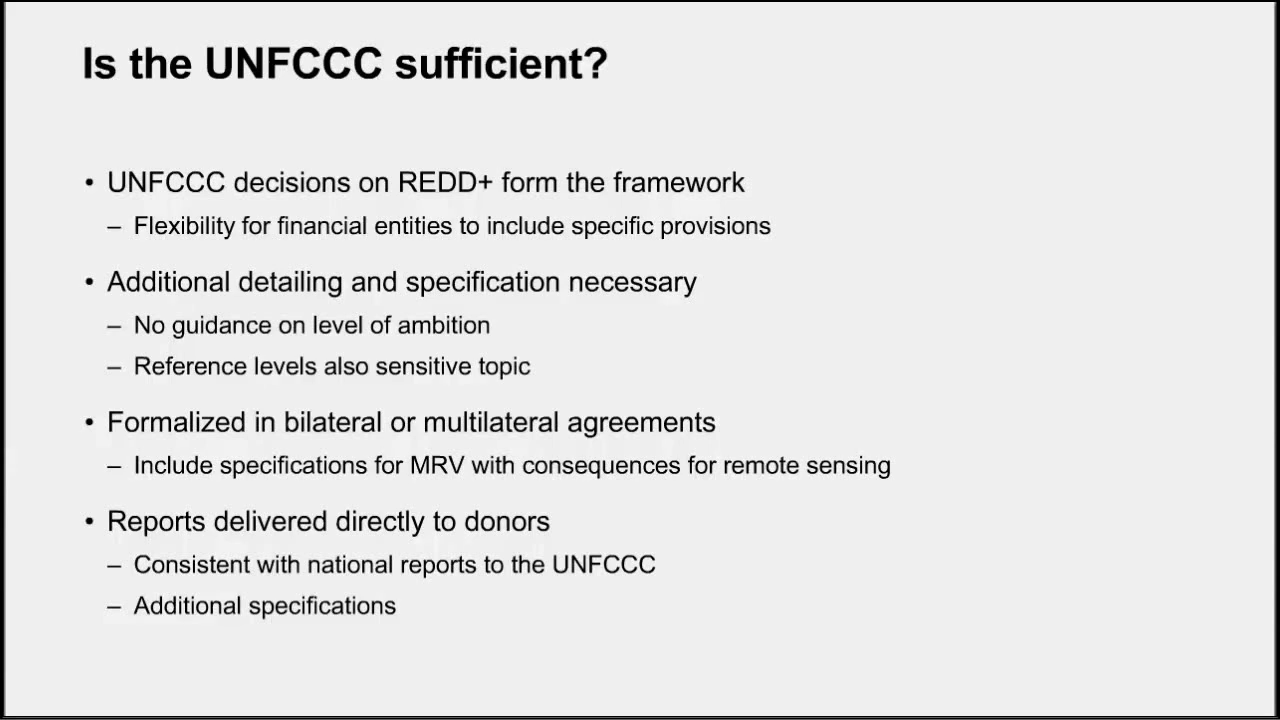 Is the UNFCCC sufficient?
• UNFCCC decisions on REDD+ form the framework
– Flexibility for financial entities to include specific provisions
• Additional detailing and specification necessary
– No guidance on level of ambition
– Reference levels also sensitive topic
• Formalized in bilateral or multilateral agreements
– Include specifications for MRV with consequences for remote sensing
• Reports delivered directly to donors
– Consistent with national reports to the UNFCCC
– Additional specifications